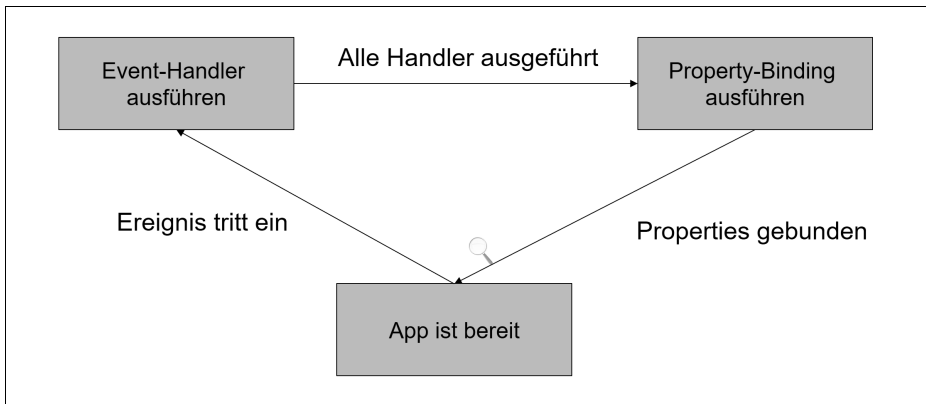 Alle Handler ausgeführt
Event-Handler
ausführen
Property-Binding
ausführen
Ereignis tritt ein
Properties gebunden
App ist bereit